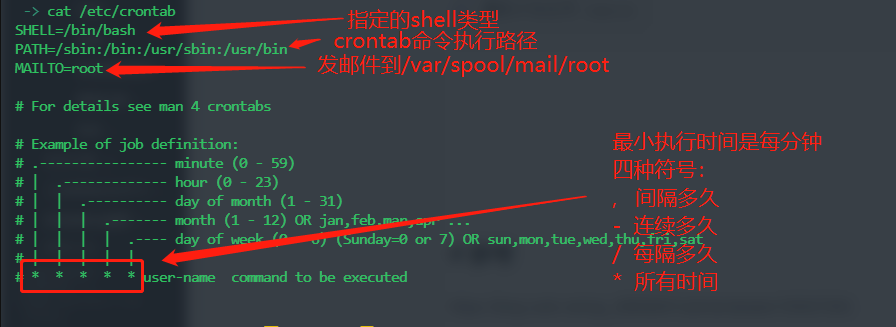 -> cat /etc/crontab
指定的shell类型
SHELL=/bin/bash
crontab命令执行路径
PATH=/sbin:/bin:/usr/sbin:/usr/bin
发邮件到/var/spool/mail/root
MAILTO=root
# For details see man 4 crontabs
# Example of job definition:
最小执行时间是每分钟
# .---------------- minute (0 - 59)
四种符号:
# | .------------- hour (0 - 23)
, 间隔多久
# | | .---------- day of month (1 - 31)
- 连续多久
# | | | .------- month (1 - 12) OR jan,feb,mar,apr ...
# | | | | .---- day of week (0 - 6) (Sunday=0 or 7) OR sun,mon,tue,wed,thu,fri,sat
/ 每隔多久
# | | | | |
* 所有时间
# * * * * * user-name command to be executed